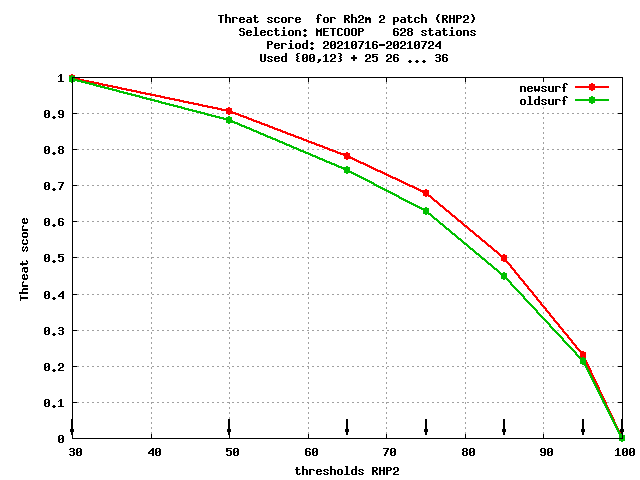 Threat score  for Rh2m 2 patch (RHP2)
Selection: METCOOP    628 stations
Period: 20210716-20210724
Used {00,12} + 25 26 ... 36
newsurf
oldsurf
1
0.9
0.8
0.7
0.6
0.5
0.4
0.3
0.2
0.1
0
Threat score
30 40 50 60 70 80 90 100
thresholds RHP2